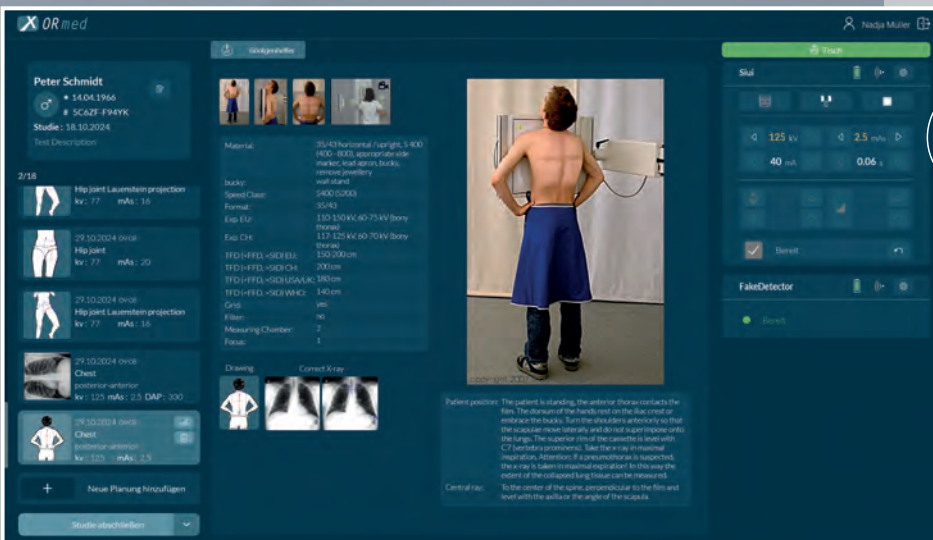 X ORmed
Nadja Müller
Röntgenhelfer
Tisch
Peter Schmidt
* 14.04.1966
# 5C6ZF-F94YK
Studie : 18.10.2024
Test Description
2/18
Hip joint Lauenstein projection
kv : 77 mAs : 16
29.10.2024 09:08
Hip joint
kv : 77 mAs : 20
29.10.2024 09:08
Hip joint Lauenstein projection
kv : 77 mAs : 16
29.10.2024 09:08
Chest
posterior-anterior
kv : 125 mAs : 2,5 DAP : 330
29.10.2024 09:08
Chest
posterior-anterior
kv : 125 mAs : 2,5
+ Neue Planung hinzufügen
Studie abschließen
Material: 35/43 horizontal / upright, S 400
(400 - 800), appropriate side
marker, lead apron, bucky,
remove jewellery
bucky: wall stand
Speed Class: S400 (S200)
Format: 35/43
Exp. EU: 110-150 kV, 60-75 kV (bony
thorax)
Exp. CH: 117-125 kV, 60-70 kV (bony
thorax)
TFD (=FFD, =SID) EU: 150-200 cm
TFD (=FFD, =SID) CH: 200 cm
TFD (=FFD, =SID) USA/UK: 180 cm
TFD (=FFD, =SID) WHO: 140 cm
Grid: yes
Filter: no
Measuring Chamber: 2
Focus: 1
Drawing Correct X-ray
copyright 200
Patient position: The patient is standing, the anterior thorax contacts the
film. The dorsum of the hands rest on the iliac crest or
embrace the bucky. Turn the shoulders anteriorly so that
the scapulae move laterally and do not superimpose onto
the lungs. The superior rim of the cassette is level with
C7 (vertebra prominens). Take the x-ray in maximal
inspiration. Attention: if a pneumothorax is suspected,
the x-ray is taken in maximal expiration! In this way the
extent of the collapsed lung tissue can be measured.
Central ray: To the center of the spine, perpendicular to the film and
level with the axilla or the angle of the scapula.
Siui
125 kV 2.5 mAs
40 mA 0.06 s
Bereit
FakeDetector
Bereit